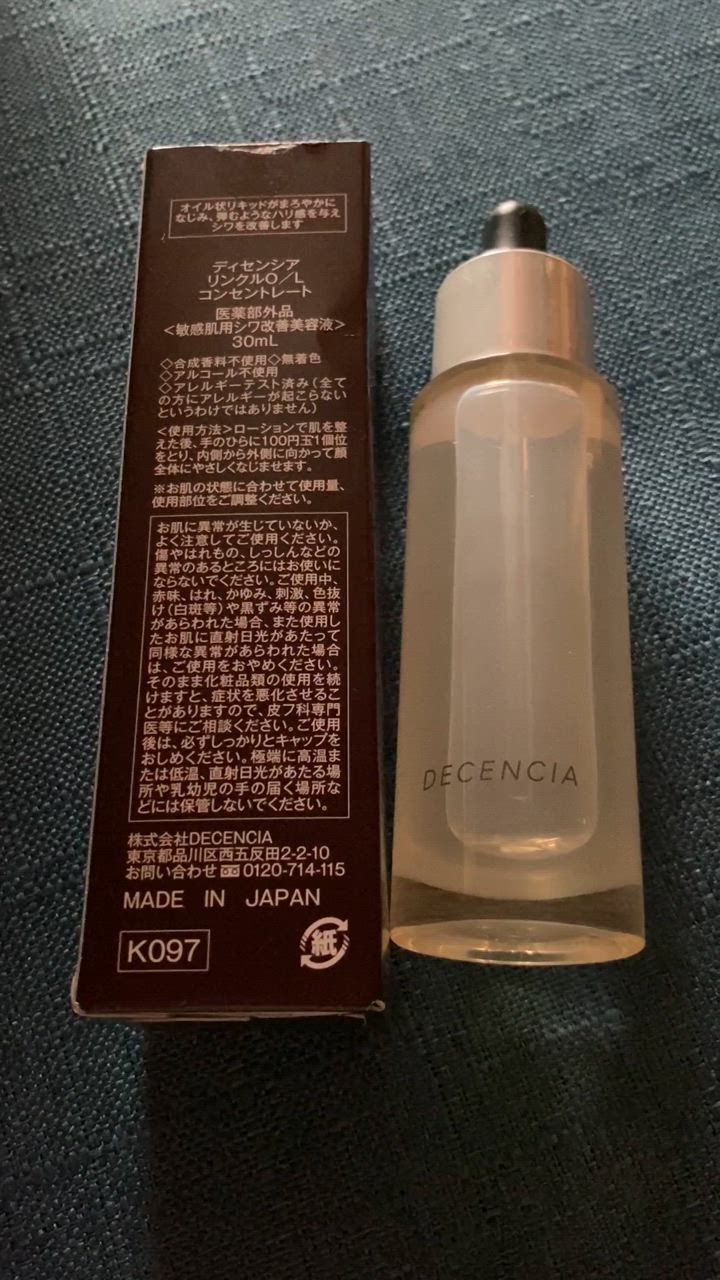 オイル状リキッドがまろやかに
なじみ、弾むようなハリ感を与え
シワを改善します
ディセンシア
リンクルO/L
コンセントレート
医薬部外品
<敏感肌用シワ改善美容液>
30mL
◇合成香料不使用◇無着色
◇アルコール不使用
◇アレルギーテスト済み(全て
の方にアレルギーが起こらない
というわけではありません)
<使用方法>ローションで肌を整
えた後、手のひらに100円玉1個位
をとり、内側から外側に向かって顔
全体にやさしくなじませます。
※お肌の状態に合わせて使用量、
使用部位をご調整ください。
お肌に異常が生じていないか、
よく注意してご使用ください。
傷やはれもの、しっしんなどの
異常のあるところにはお使いに
ならないでください。ご使用中、
赤味、はれ、かゆみ、刺激、色抜
け(白斑等)や黒ずみ等の異常
があらわれた場合、また使用し
たお肌に直射日光があたって
同様な異常があらわれた場合
は、ご使用をおやめください。
そのまま化粧品類の使用を続
けますと、症状を悪化させるこ
とがありますので、皮フ科専門
医等にご相談ください。ご使用
後は、必ずしっかりとキャップを
おしめください。極端に高温ま
たは低温、直射日光があたる場
所や乳幼児の手の届く場所な
どには保管しないでください。
株式会社DECENCIA
東京都品川区西五反田2-2-10
お問い合わせ 0120-714-115
MADE IN JAPAN
K097
紙
DECENCIA